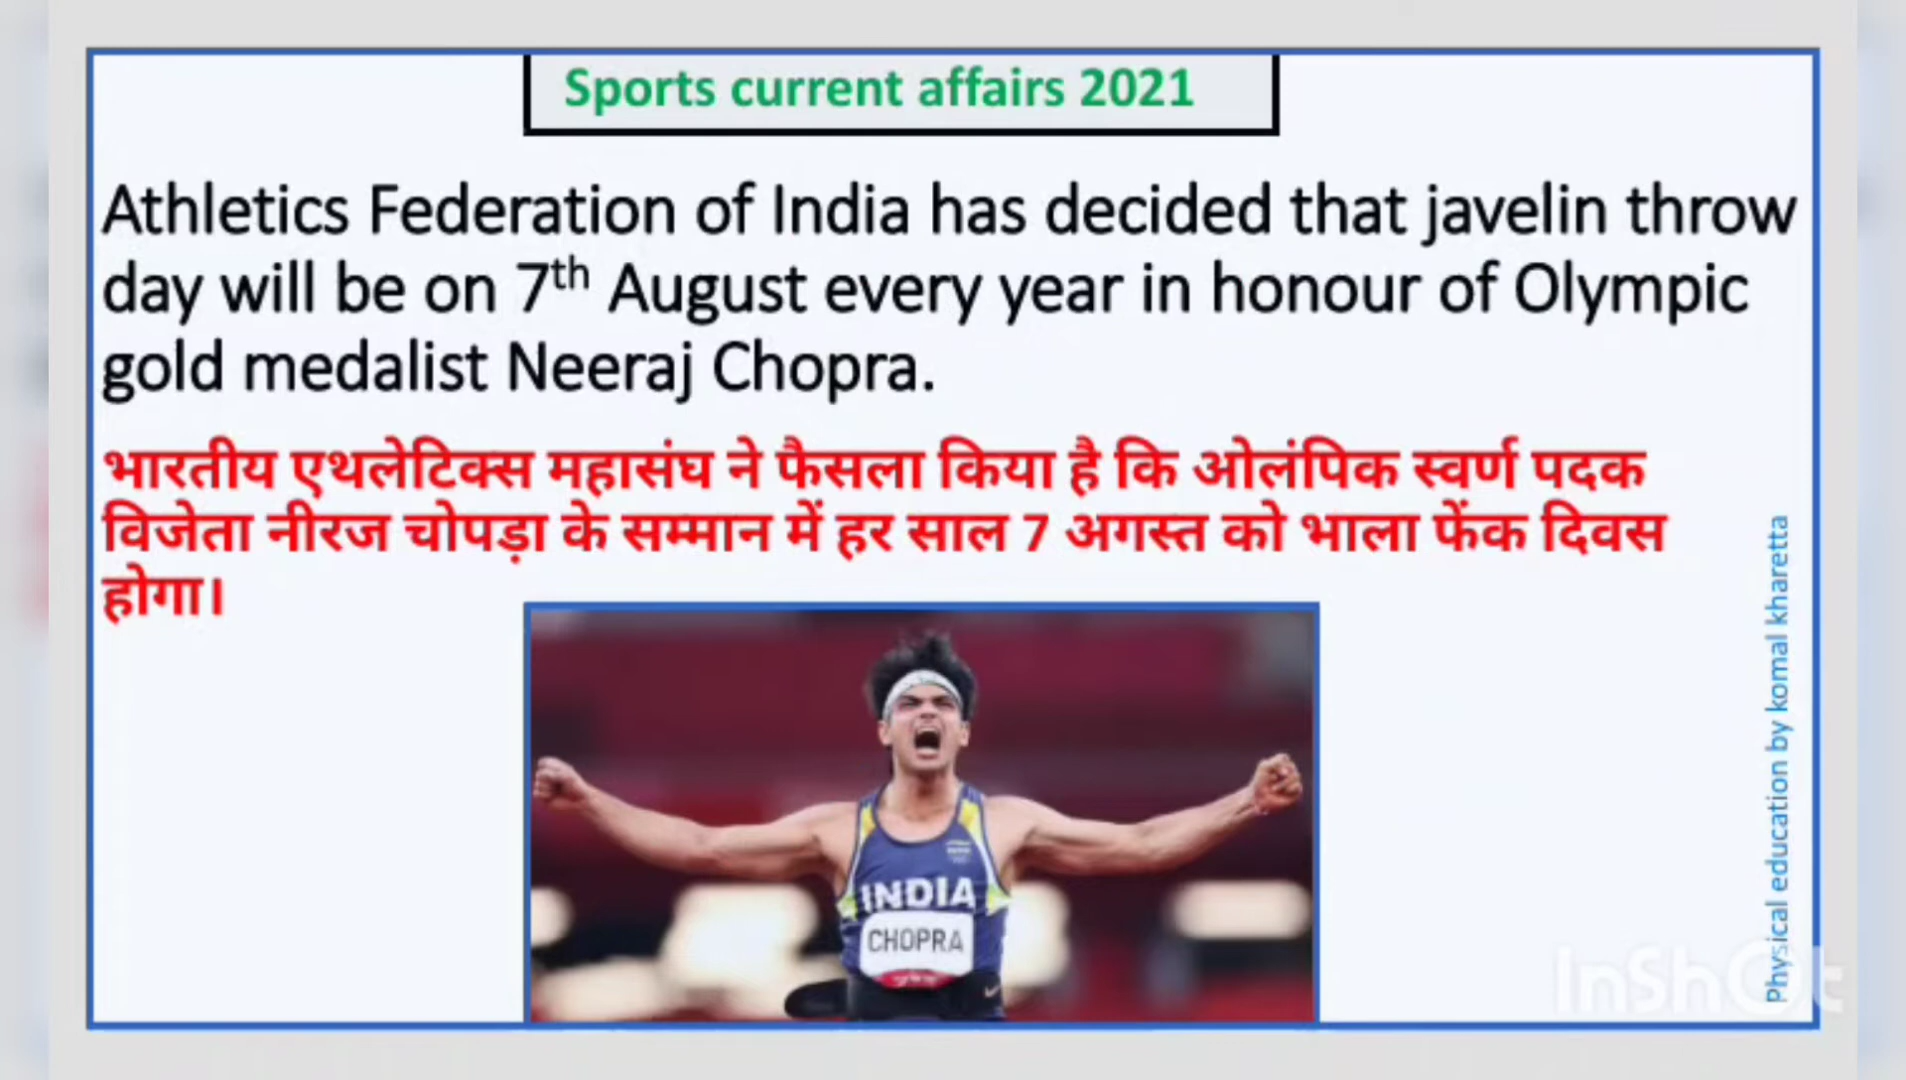 Sports current affairs 2021
Athletics Federation of India has decided that javelin throw
day will be on 7th August every year in honour of Olympic
gold medalist Neeraj Chopra.
भारतीय एथलेटिक्स महासंघ ने फैसला किया है कि ओलंपिक स्वर्ण पदक
विजेता नीरज चोपड़ा के सम्मान में हर साल 7 अगस्त को भाला फेंक दिवस
होगा।
INDIA
CHOPRA
Physical education by komal kharetta
InShOt